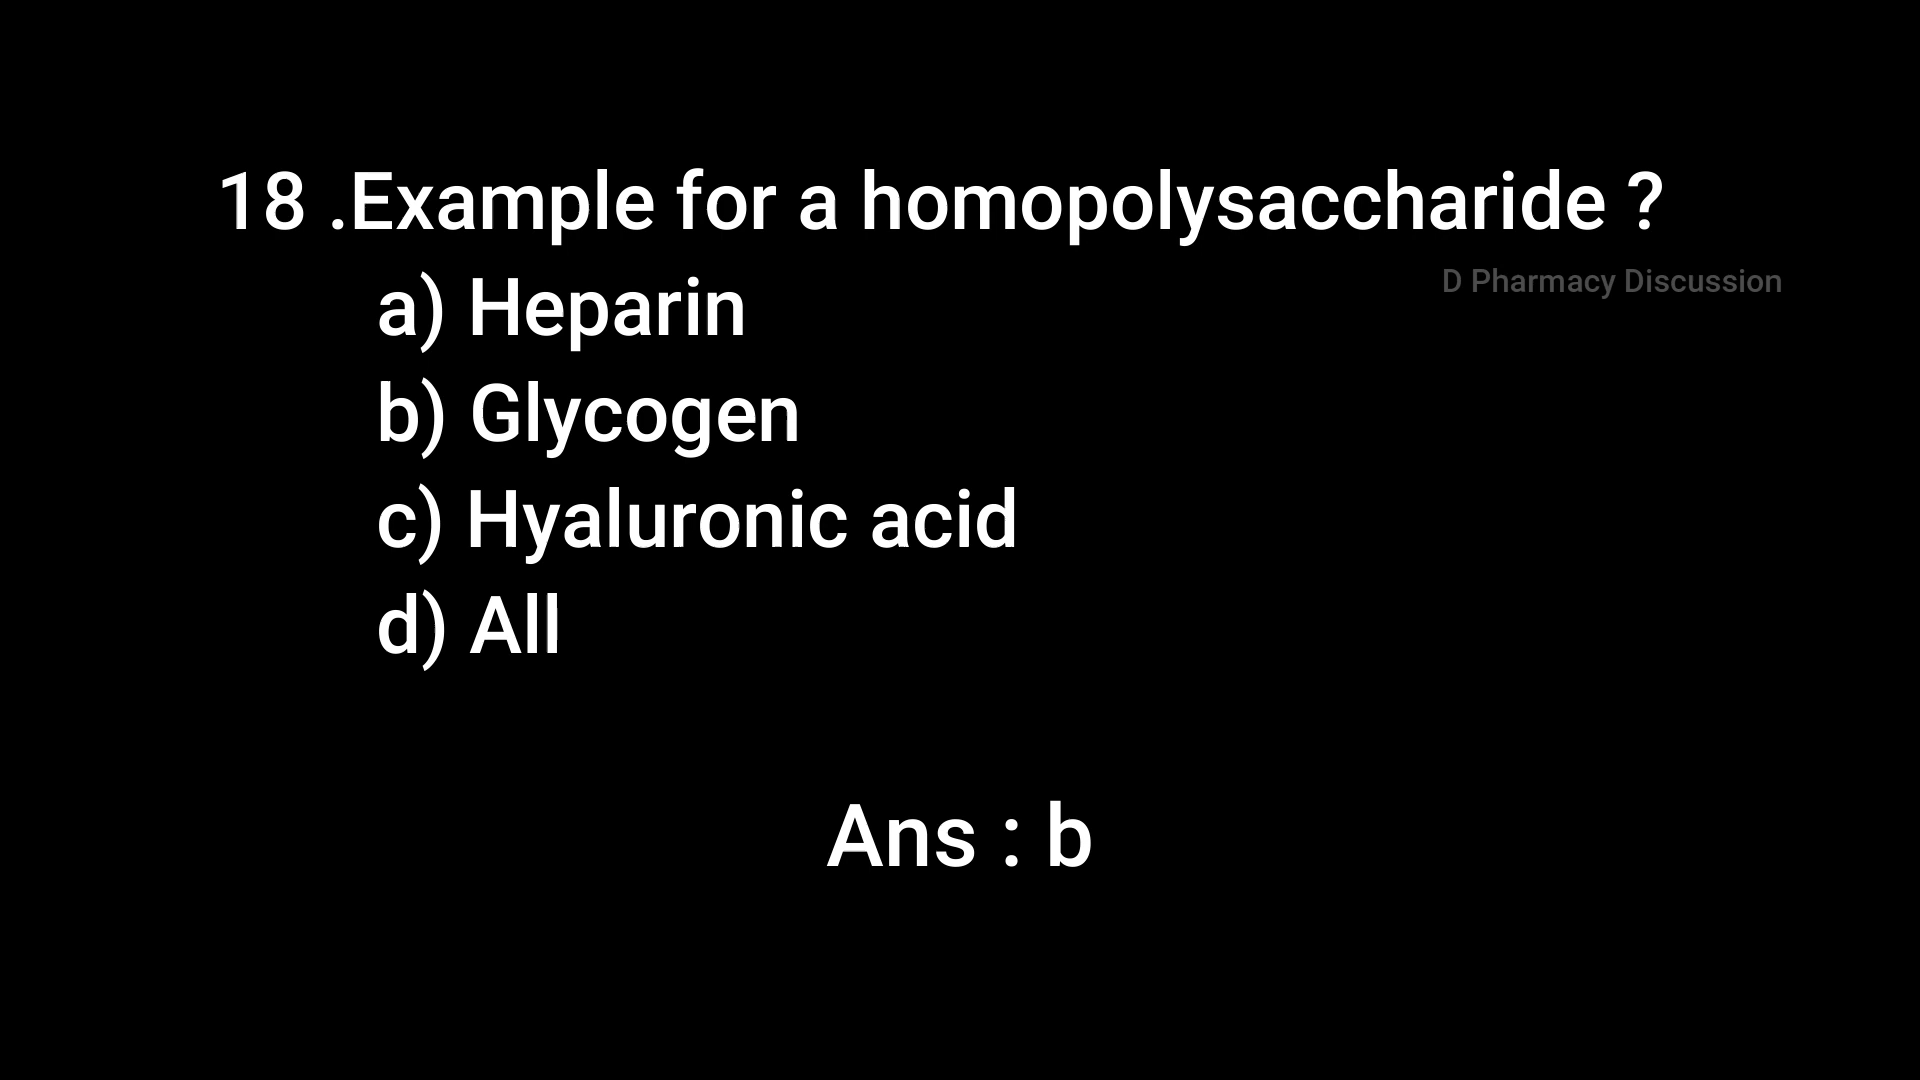 18 .Example for a homopolysaccharide ?
D Pharmacy Discussion
a) Heparin
b) Glycogen
c) Hyaluronic acid
d) All
Ans : b